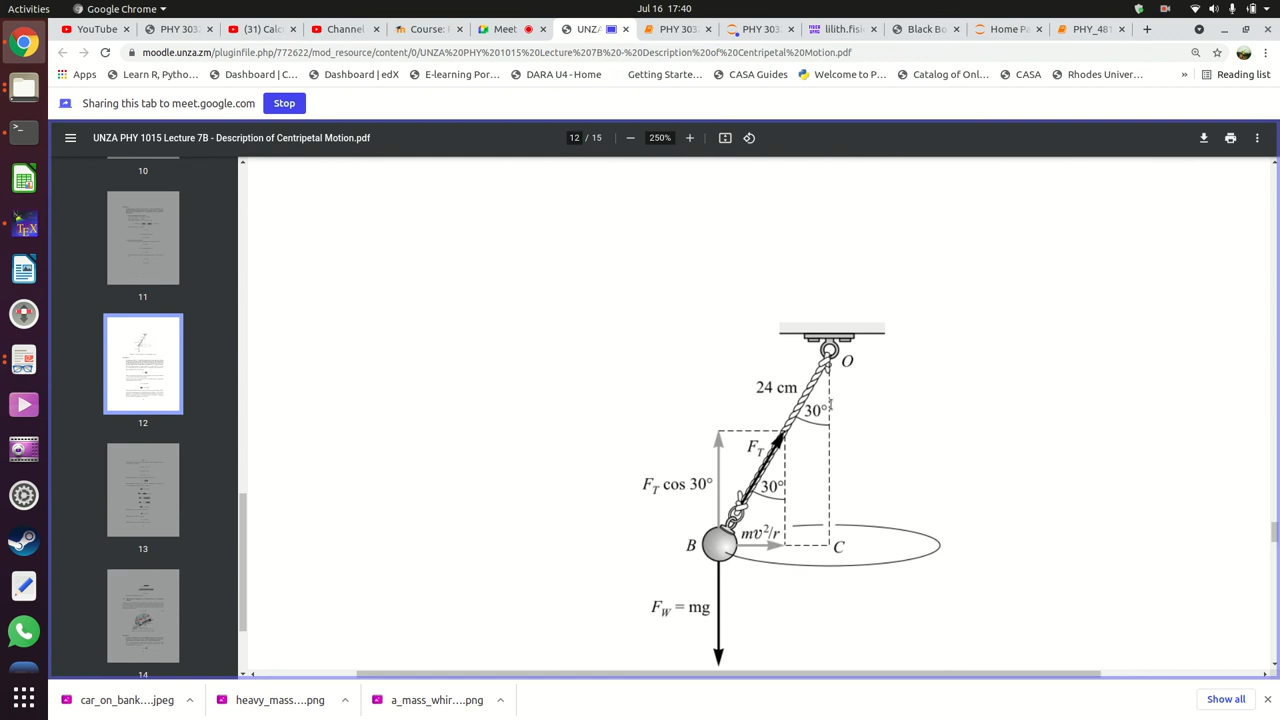 Activities
Google Chrome
Jul 16 17:40
YouTube
PHY 303
(31) Calc
Channel
Course: 
Meet
UNZA
PHY 303
PHY 303
lilith.fisic
Black Bo
Home Pa
PHY_481
moodle.unza.zm/pluginfile.php/772622/mod_resource/content/0/UNZA%20PHY%201015%20Lecture%207B%20-%20Description%20of%20Centripetal%20Motion.pdf
Apps
Learn R, Pytho...
Dashboard | C...
Dashboard | edX
E-learning Por...
DARA U4 - Home
Getting Starte...
CASA Guides
Welcome to P...
Catalog of Onl...
CASA
Rhodes Univer...
»
Reading list
Sharing this tab to meet.google.com
Stop
UNZA PHY 1015 Lecture 7B - Description of Centripetal Motion.pdf
12 / 15
250%
10
11
12
13
14
O
24 cm
30°
F_T
F_T cos 30°
30°
mv²/r
B
C
F_W = mg
car_on_bank....jpeg
heavy_mass....png
a_mass_whir....png
Show all